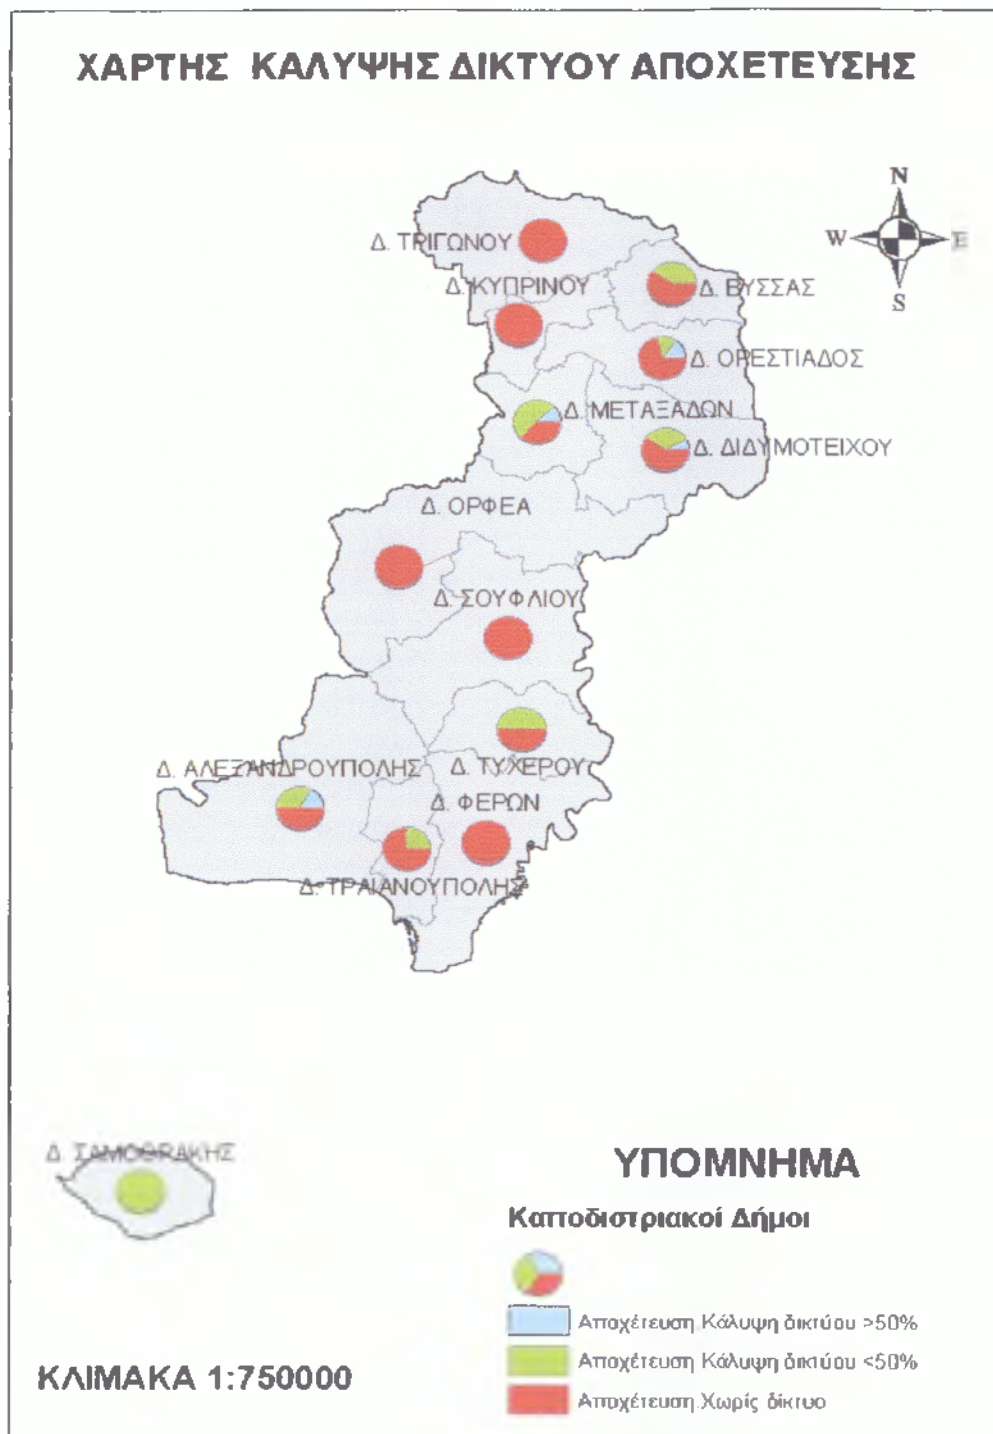 ΧΑΡΤΗΣ ΚΑΛΥΨΗΣ ΔΙΚΤΥΟΥ ΑΠΟΧΕΤΕΥΣΗΣ
N
W E
S
Δ. ΤΡΙΓΩΝΟΥ
Δ. ΚΥΠΡΙΝΟΥ
Δ. ΒΥΣΣΑΣ
Δ. ΟΡΕΣΤΙΑΔΟΣ
Δ. ΜΕΤΑΞΑΔΩΝ
Δ. ΔΙΔΥΜΟΤΕΙΧΟΥ
Δ. ΟΡΦΕΑ
Δ. ΣΟΥΦΛΙΟΥ
Δ. ΑΛΕΞΑΝΔΡΟΥΠΟΛΗΣ
Δ. ΤΥΧΕΡΟΥ
Δ. ΦΕΡΩΝ
Δ. ΤΡΑΙΑΝΟΥΠΟΛΗΣ
Δ. ΣΑΜΟΘΡΑΚΗΣ
ΥΠΟΜΝΗΜΑ
Καποδιστριακοί Δήμοι
Αποχέτευση Κάλυψη δικτύου >50%
Αποχέτευση Κάλυψη δικτύου <50%
Αποχέτευση Χωρίς δίκτυο
ΚΛΙΜΑΚΑ 1:750000